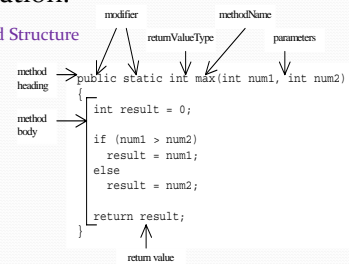 ation.
d Structure
modifier
methodName
returnValueType
parameters
method
heading
public static int max(int num1, int num2)
{
int result = 0;
method
body
if (num1 > num2)
result = num1;
else
result = num2;
return result;
}
return value